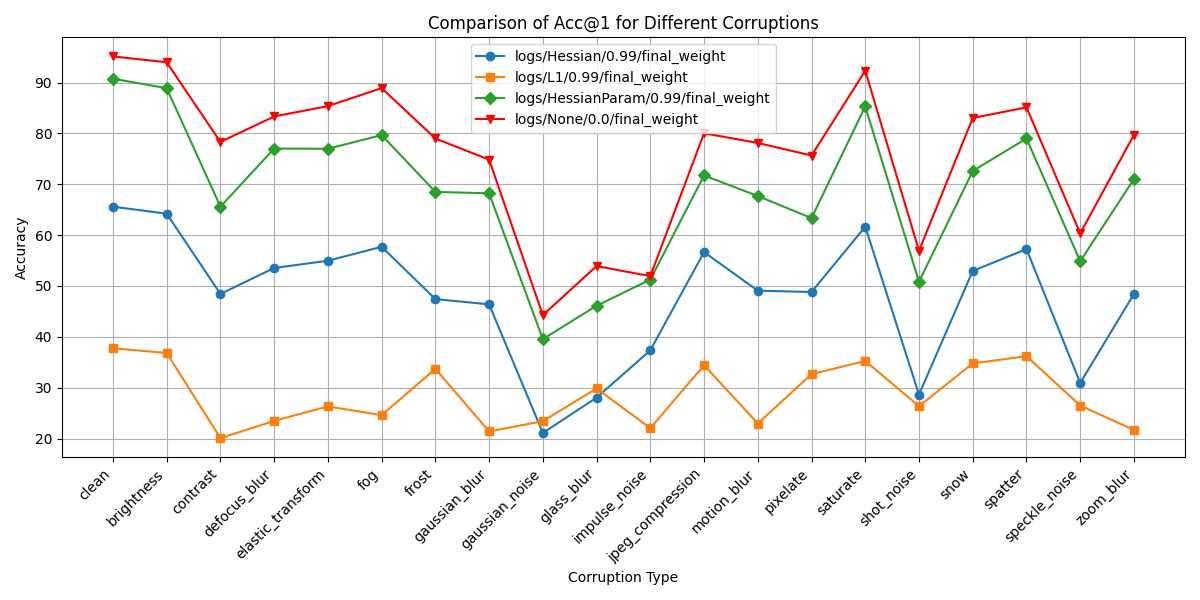 Comparison of Acc@1 for Different Corruptions
logs/Hessian/0.99/final_weight
logs/L1/0.99/final_weight
logs/HessianParam/0.99/final_weight
logs/None/0.0/final_weight
Accuracy
90
80
70
60
50
40
30
20
clean
brightness
contrast
defocus_blur
elastic_transform
fog
frost
gaussian_blur
gaussian_noise
glass_blur
impulse_noise
jpeg_compression
motion_blur
pixelate
saturate
shot_noise
snow
spatter
speckle_noise
zoom_blur
Corruption Type